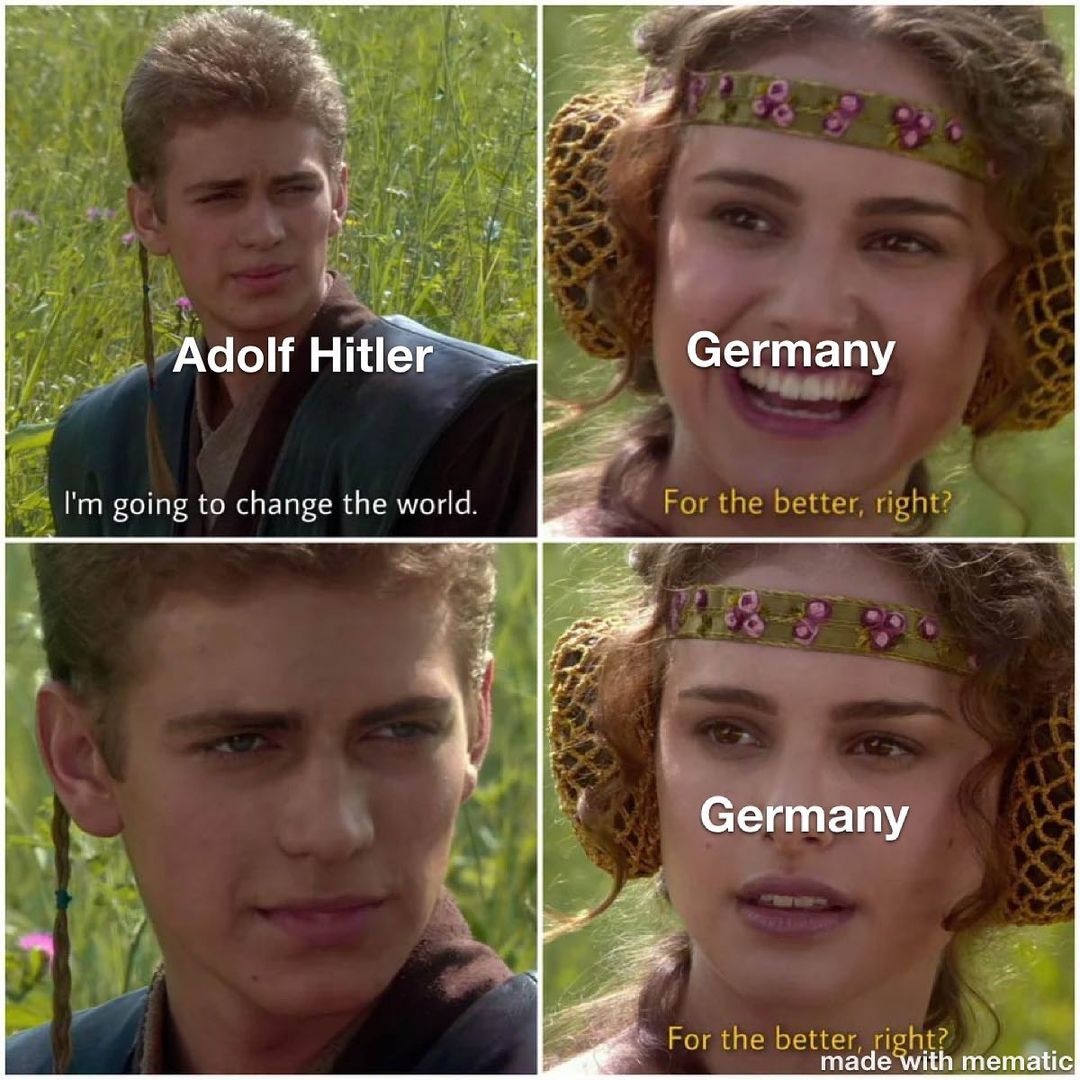 Adolf Hitler
I'm going to change the world.
Germany
For the better, right?
Germany
For the better, right?
made with mematic